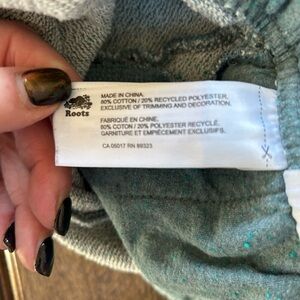 Roots
MADE IN CHINA.
80% COTTON / 20% RECYCLED POLYESTER,
EXCLUSIVE OF TRIMMING AND DECORATION.
FABRIQUÉ EN CHINE.
80% COTON / 20% POLYESTER RECYCLÉ,
GARNITURE ET EMPIÈCEMENT EXCLUSIFS.
CA 05017 RN 89323